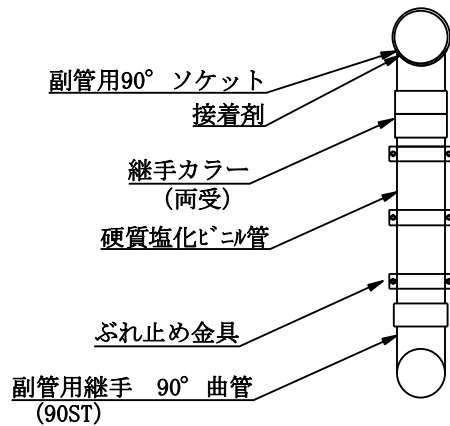 副管用90° ソケット
接着剤
継手カラー
(両受)
硬質塩化ﾋﾞﾆﾙ管
ぶれ止め金具
副管用継手　90° 曲管
(90ST)